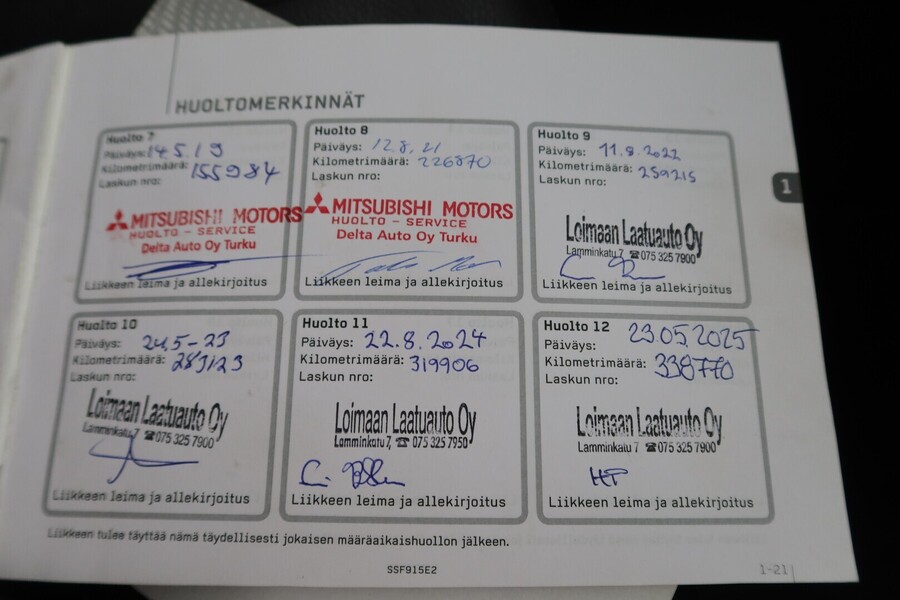 HUOLTOMERKINNÄT
Huolto 7
Päiväys: 14.5.19
Kilometrimäärä: 155984
Laskun nro:
MITSUBISHI MOTORS
HUOLTO - SERVICE
Delta Auto Oy Turku
Liikkeen leima ja allekirjoitus
Huolto 8
Päiväys: 12.8.21
Kilometrimäärä: 226870
Laskun nro:
MITSUBISHI MOTORS
HUOLTO - SERVICE
Delta Auto Oy Turku
Liikkeen leima ja allekirjoitus
Huolto 9
Päiväys: 11.8.2022
Kilometrimäärä: 259215
Laskun nro:
Loimaan Laatuauto Oy
Lamminkatu 7 ☎ 075 325 7900
Liikkeen leima ja allekirjoitus
Huolto 10
Päiväys: 24.5-23
Kilometrimäärä: 283123
Laskun nro:
Loimaan Laatuauto Oy
Lamminkatu 7 ☎ 075 325 7900
Liikkeen leima ja allekirjoitus
Huolto 11
Päiväys: 22.8.2024
Kilometrimäärä: 319906
Laskun nro:
Loimaan Laatuauto Oy
Lamminkatu 7, ☎ 075 325 7950
Liikkeen leima ja allekirjoitus
Huolto 12
Päiväys: 23.05.2025
Kilometrimäärä: 338770
Laskun nro:
Loimaan Laatuauto Oy
Lamminkatu 7 ☎ 075 325 7900
HP
Liikkeen leima ja allekirjoitus
1
Liikkeen tulee täyttää nämä täydellisesti jokaisen määräaikaishuollon jälkeen.
SSF915E2
1-21